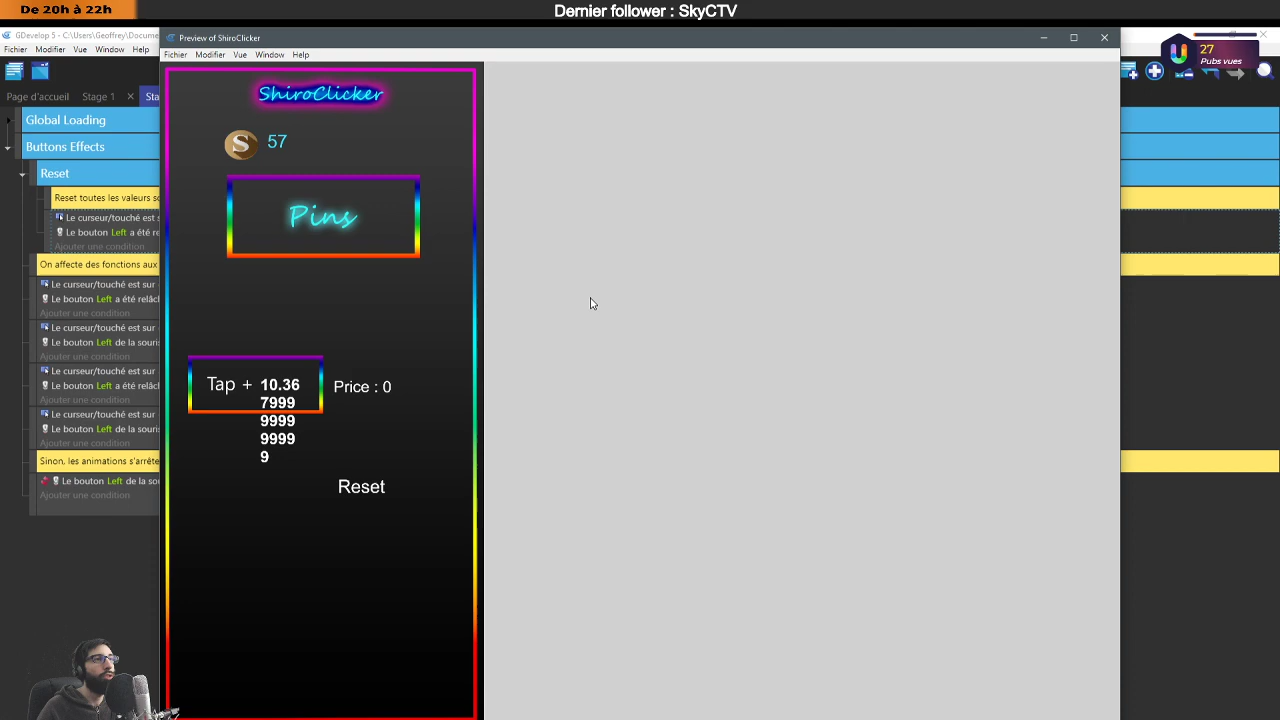 De 20h à 22h
Dernier follower : SkyCTV
GDevelop 5 - C:\Users\Geoffrey\Docume
Preview of ShiroClicker
27
Pubs vues
Fichier Modifier Vue Window Help
Fichier Modifier Vue Window Help
Page d'accueil Stage 1 Sta
ShiroClicker
S 57
Global Loading
Buttons Effects
Reset
Reset toutes les valeurs so
Le curseur/touché est s
Le bouton Left a été re
Ajouter une condition
Pins
On affecte des fonctions aux
Le curseur/touché est sur
Le bouton Left a été relâch
Ajouter une condition
Le curseur/touché est sur
Le bouton Left de la souris
Ajouter une condition
Le curseur/touché est sur
Le bouton Left a été relâch
Ajouter une condition
Le curseur/touché est sur
Le bouton Left de la souris
Ajouter une condition
Sinon, les animations s'arrête
Le bouton Left de la sou
Ajouter une condition
Tap + 10.36
7999
9999
9999
9
Price : 0
Reset